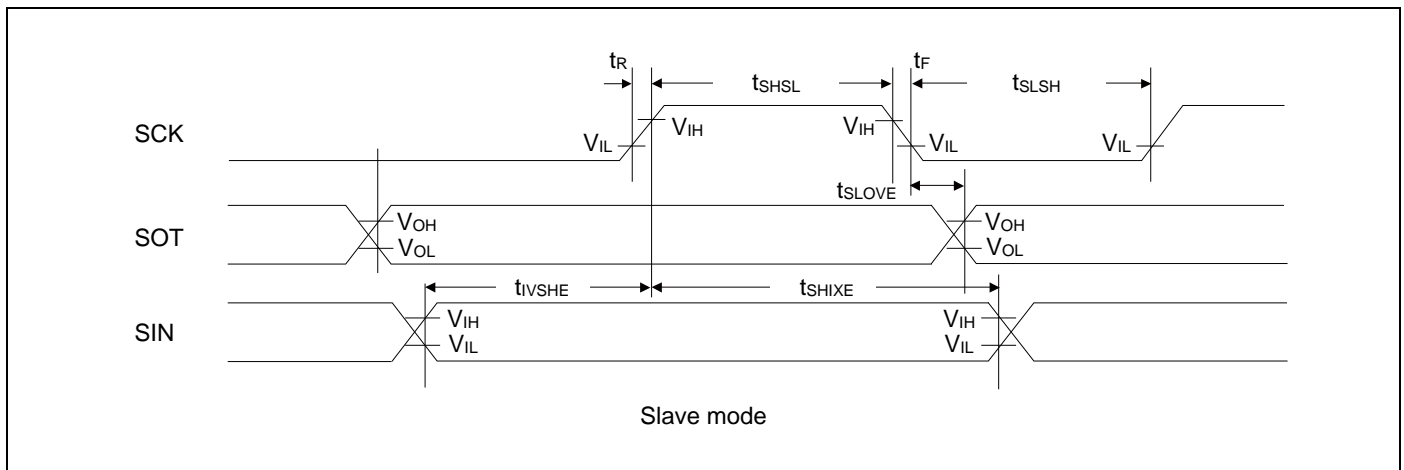 tR tF
tSHSL tSLSH
SCK VIL VIH VIH VIL VIL
tSLOVE
SOT VOH VOL VOH VOL
tIVSHE tSHIXE
SIN VIH VIL VIH VIL
Slave mode